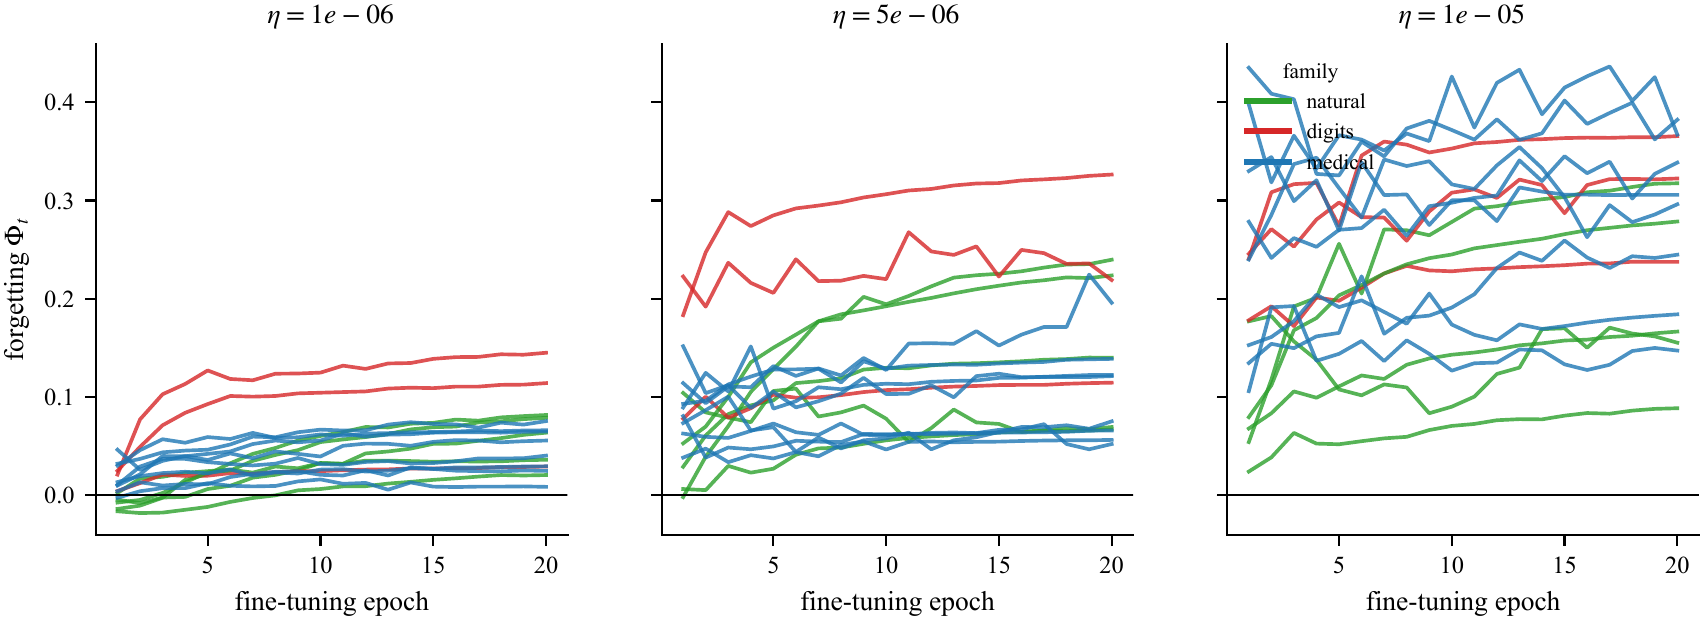 η = 1e − 06
η = 5e − 06
η = 1e − 05
forgetting Φt
0.4
0.3
0.2
0.1
0.0
family
natural
digits
medical
5 10 15 20
5 10 15 20
5 10 15 20
fine-tuning epoch
fine-tuning epoch
fine-tuning epoch